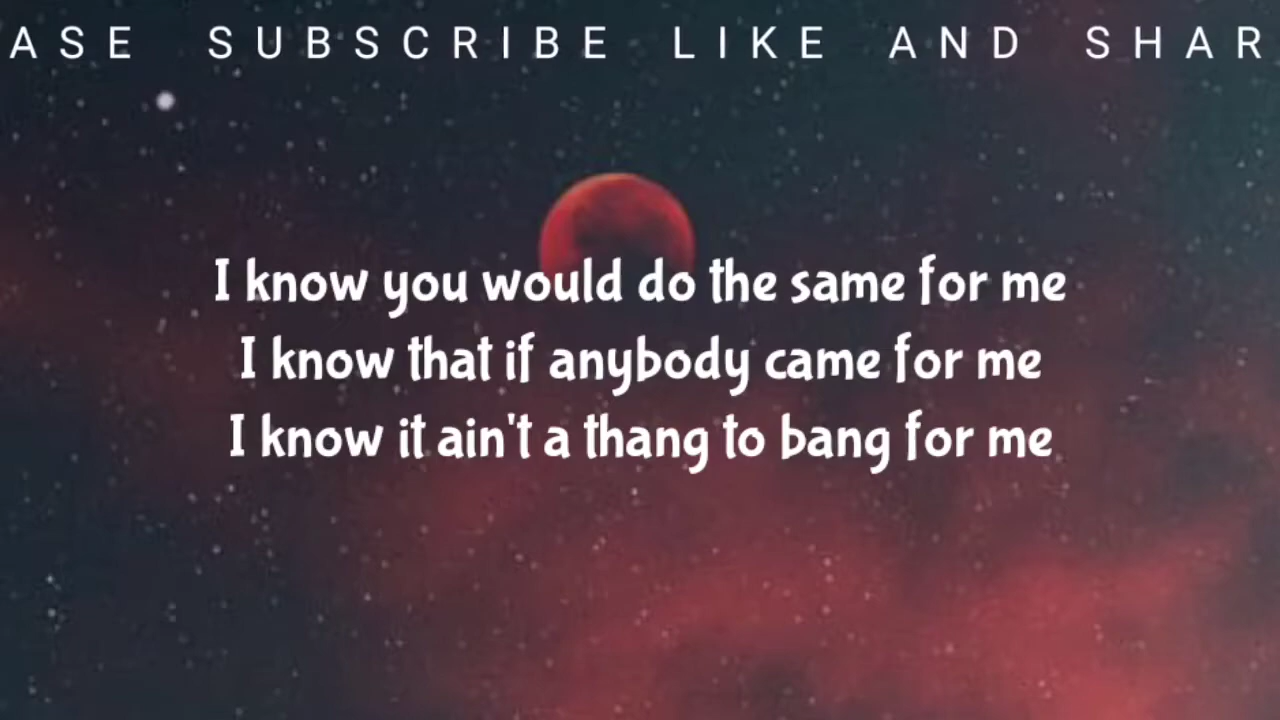 ASE SUBSCRIBE LIKE AND SHAR
I know you would do the same for me
I know that if anybody came for me
I know it ain't a thang to bang for me